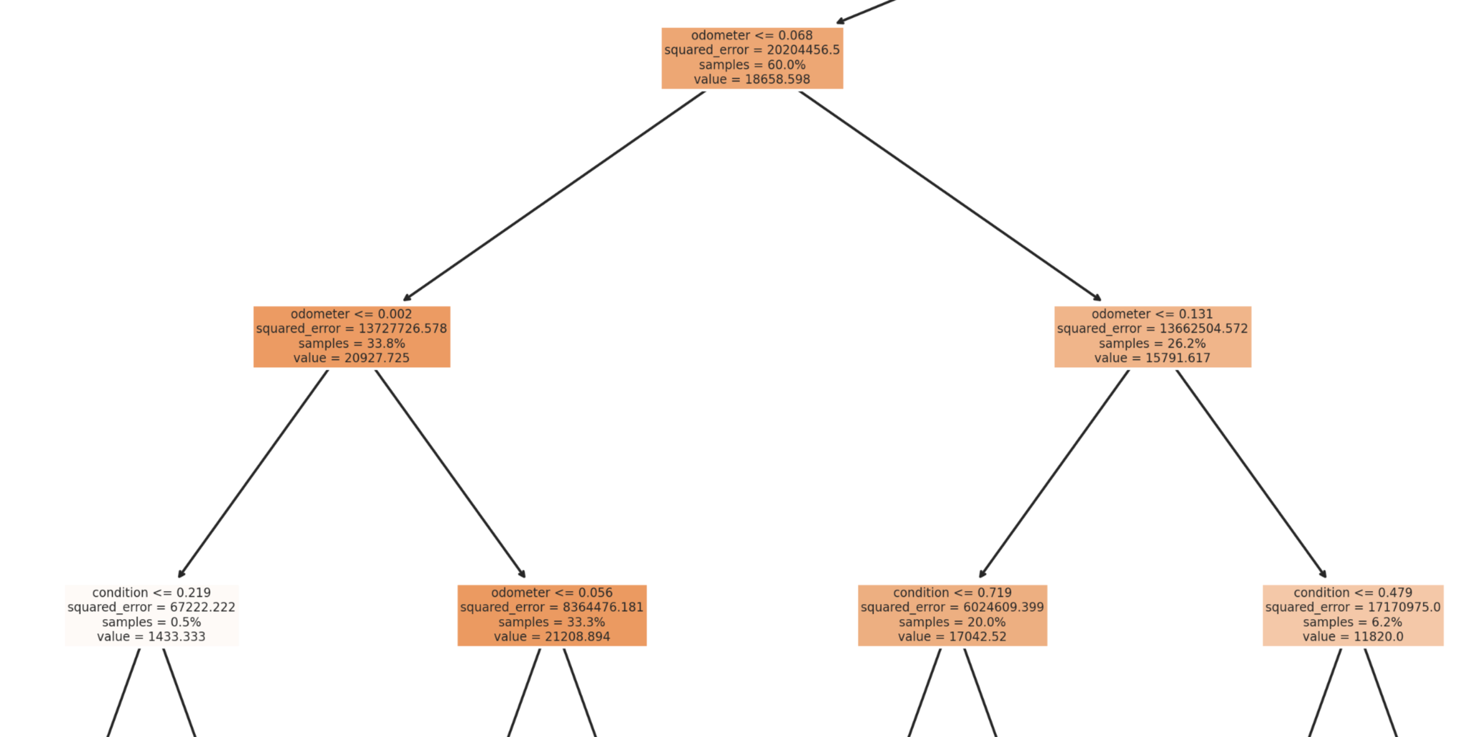 odometer <= 0.068
squared_error = 20204456.5
samples = 60.0%
value = 18658.598
odometer <= 0.002
squared_error = 13727726.578
samples = 33.8%
value = 20927.725
odometer <= 0.131
squared_error = 13662504.572
samples = 26.2%
value = 15791.617
condition <= 0.219
squared_error = 67222.222
samples = 0.5%
value = 1433.333
odometer <= 0.056
squared_error = 8364476.181
samples = 33.3%
value = 21208.894
condition <= 0.719
squared_error = 6024609.399
samples = 20.0%
value = 17042.52
condition <= 0.479
squared_error = 17170975.0
samples = 6.2%
value = 11820.0